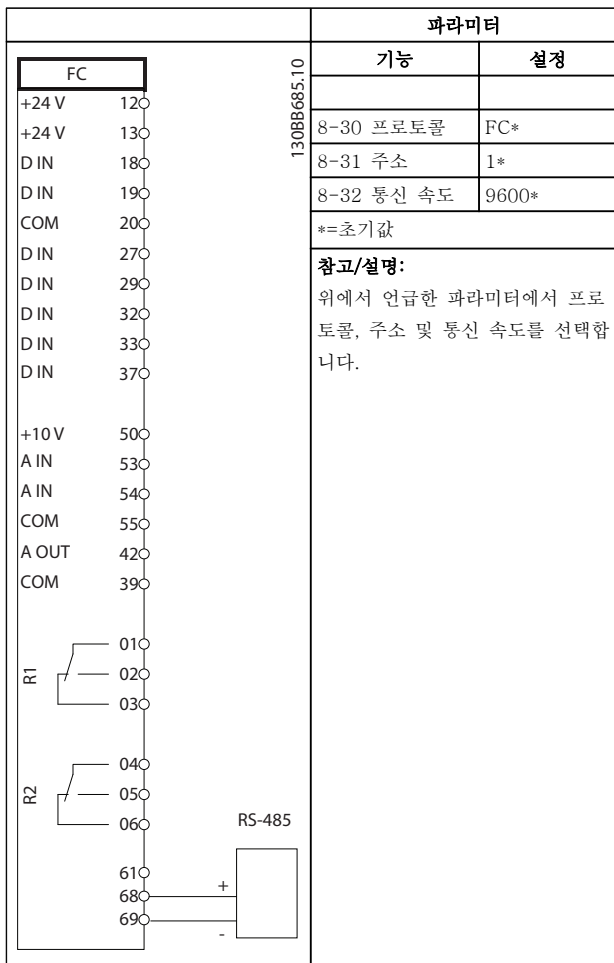 파라미터
기능 설정
8-30 프로토콜 FC*
8-31 주소 1*
8-32 통신 속도 9600*
*=초기값
참고/설명:
위에서 언급한 파라미터에서 프로
토콜, 주소 및 통신 속도를 선택합
니다.
FC
130BB685.10
+24 V 12
+24 V 13
D IN 18
D IN 19
COM 20
D IN 27
D IN 29
D IN 32
D IN 33
D IN 37
+10 V 50
A IN 53
A IN 54
COM 55
A OUT 42
COM 39
R1
01
02
03
R2
04
05
06
RS-485
61
68 +
69 -